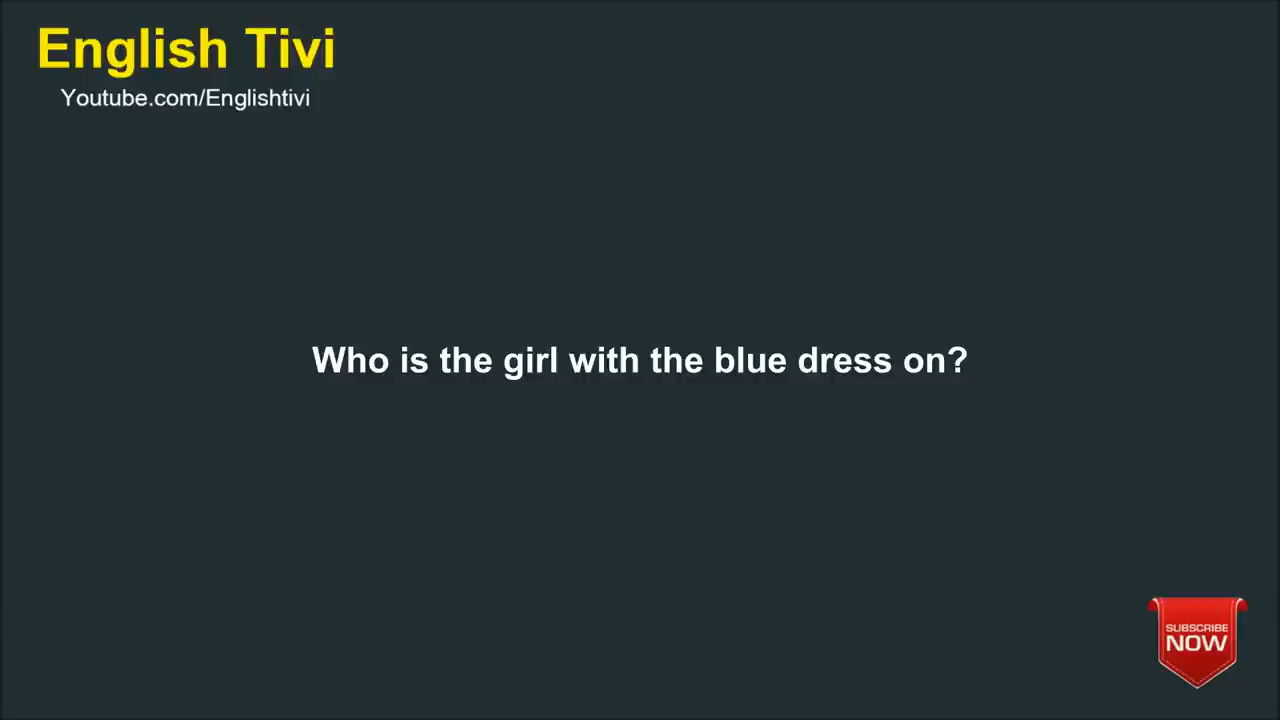 English Tivi
Youtube.com/Englishtivi
Who is the girl with the blue dress on?
SUBSCRIBE
NOW